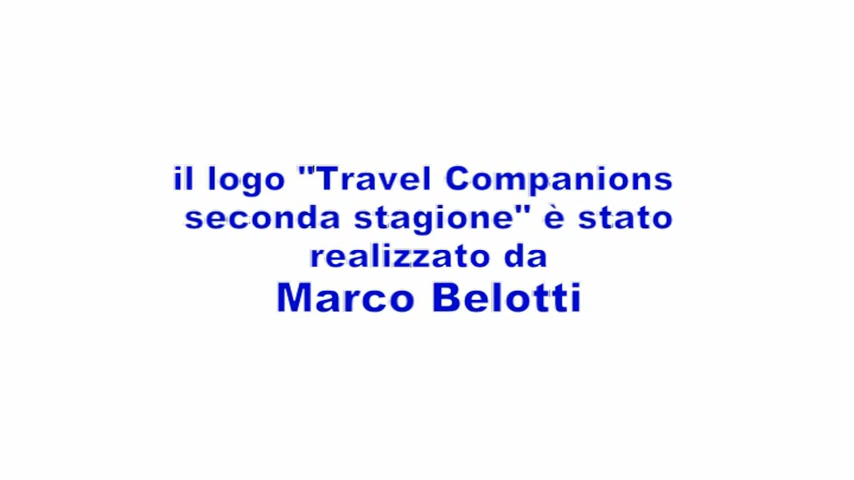 il logo "Travel Companions
seconda stagione" è stato
realizzato da
Marco Belotti